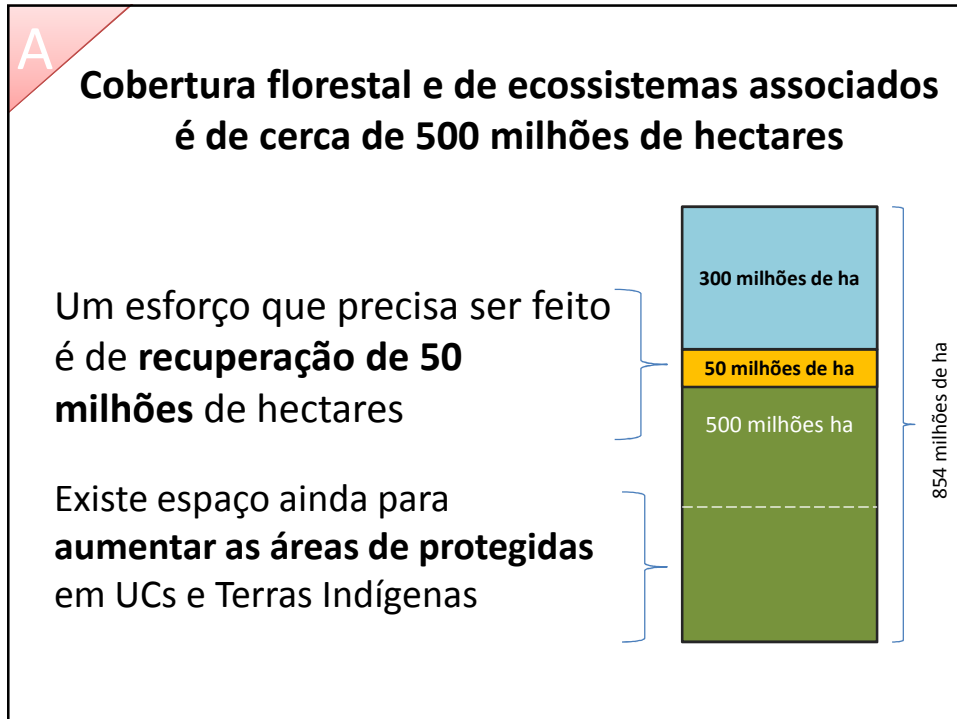 A
Cobertura florestal e de ecossistemas associados
é de cerca de 500 milhões de hectares
Um esforço que precisa ser feito
é de recuperação de 50
milhões de hectares
Existe espaço ainda para
aumentar as áreas de protegidas
em UCs e Terras Indígenas
300 milhões de ha
50 milhões de ha
500 milhões ha
854 milhões de ha